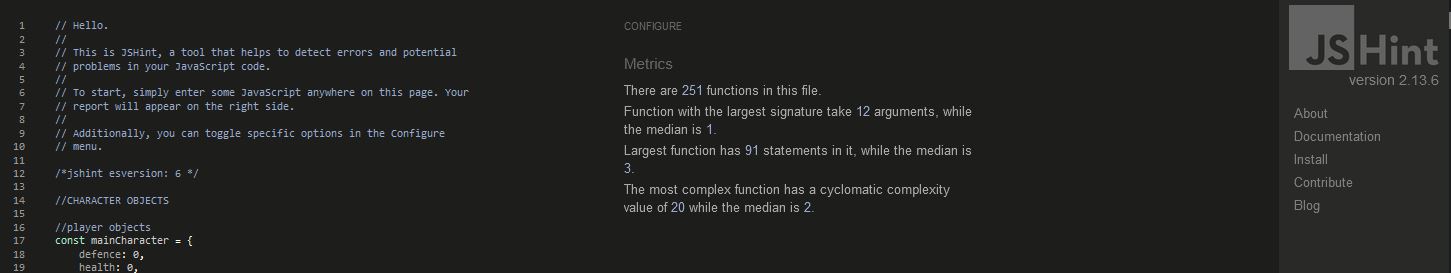 1 // Hello.
2 //
3 // This is JSHint, a tool that helps to detect errors and potential
4 // problems in your JavaScript code.
5 //
6 // To start, simply enter some JavaScript anywhere on this page. Your
7 // report will appear on the right side.
8 //
9 // Additionally, you can toggle specific options in the Configure
10 // menu.
11
12 /*jshint esversion: 6 */
13
14 //CHARACTER OBJECTS
15
16 //player objects
17 const mainCharacter = {
18 defence: 0,
19 health: 0,
CONFIGURE
Metrics
There are 251 functions in this file.
Function with the largest signature take 12 arguments, while
the median is 1.
Largest function has 91 statements in it, while the median is
3.
The most complex function has a cyclomatic complexity
value of 20 while the median is 2.
JSHint
version 2.13.6
About
Documentation
Install
Contribute
Blog